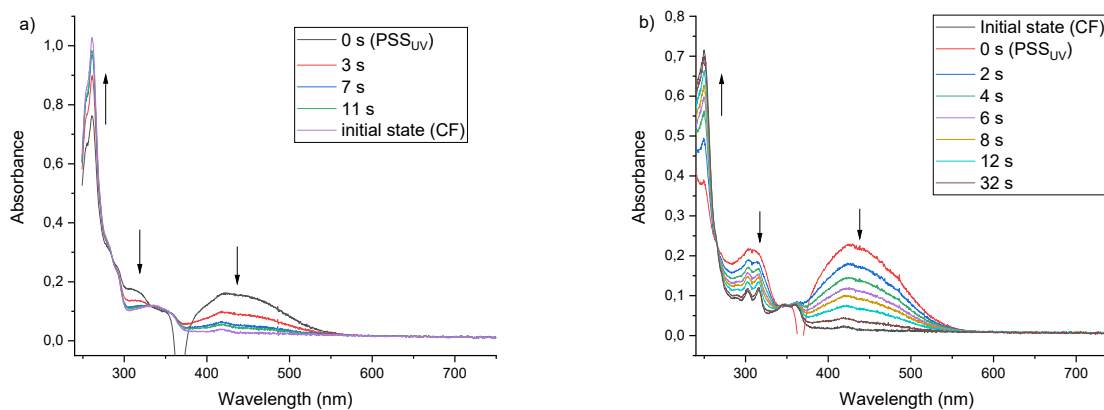 a)
0 s (PSS_UV)
3 s
7 s
11 s
initial state (CF)
1,0
0,8
0,6
0,4
0,2
0,0
Absorbance
300 400 500 600 700
Wavelength (nm)
b)
Initial state (CF)
0 s (PSS_UV)
2 s
4 s
6 s
8 s
12 s
32 s
0,8
0,7
0,6
0,5
0,4
0,3
0,2
0,1
0,0
Absorbance
300 400 500 600 700
Wavelength (nm)